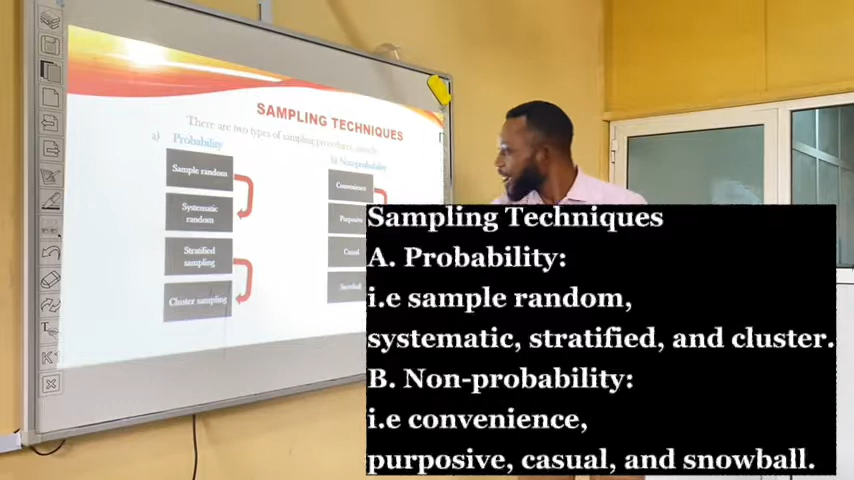 SAMPLING TECHNIQUES
There are two types of sampling procedures, namely
a) Probability
Sample random
Systematic
random
Stratified
sampling
Cluster sampling
b) Non-probability
Convenience
Purposive
Casual
Snowball
Sampling Techniques
A. Probability:
i.e sample random,
systematic, stratified, and cluster.
B. Non-probability:
i.e convenience,
purposive, casual, and snowball.